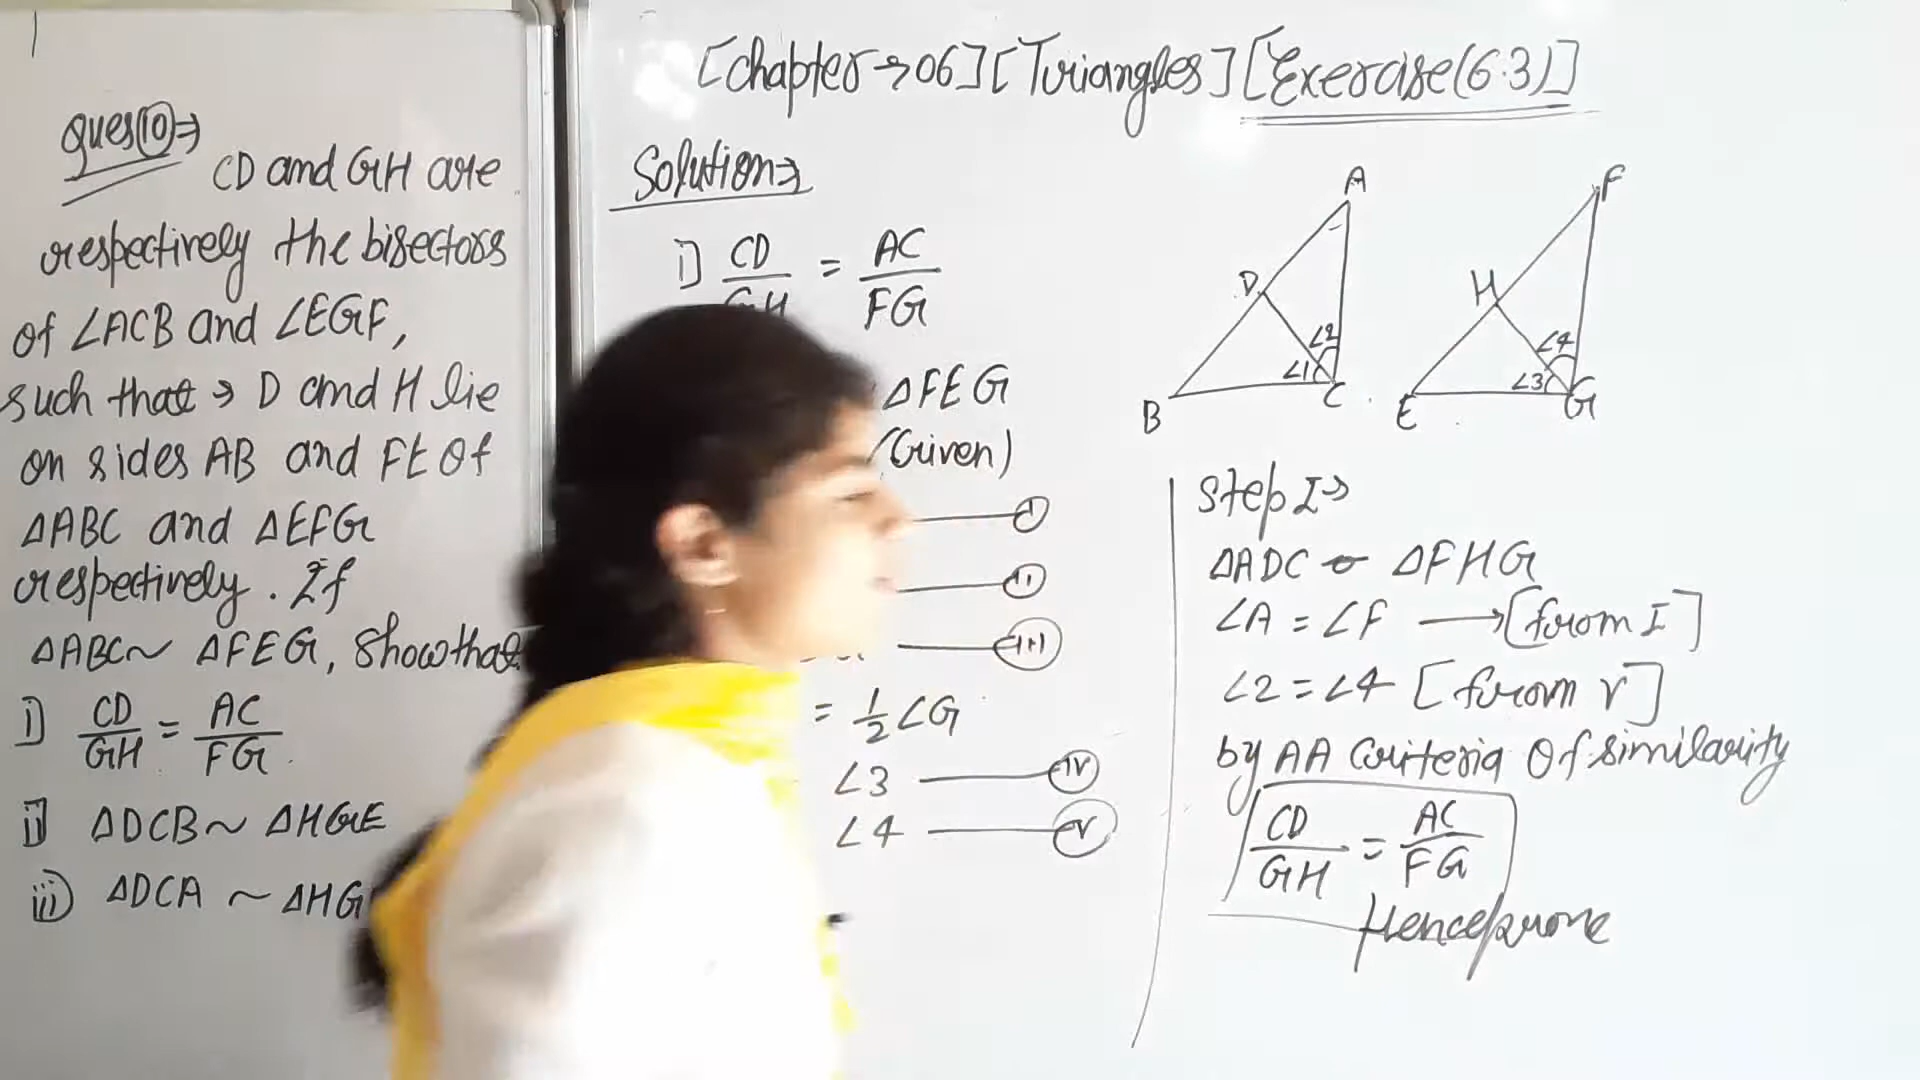 [Chapter→06][Triangles][Exercise(6.3)]
Ques(10)⇒
CD and GH are
respectively the bisectors
of ∠ACB and ∠EGF,
such that → D and H lie
on sides AB and FE of
ΔABC and ΔEFG
respectively. If
ΔABC~ ΔFEG, Show that
i) CD/GH = AC/FG.
ii) ΔDCB~ ΔHGE
iii) ΔDCA ~ ΔHG
Solution⇒
i) CD/GH = AC/FG
ΔFEG
(Given)
I
II
III
= 1/2 ∠G
∠3 IV
∠4 V
A
D
∠2
∠1
B
C
F
H
∠4
∠3
E
G
Step I→
ΔADC ~ ΔFHG
∠A = ∠F → [from I]
∠2 = ∠4 [from V]
by AA Criteria Of similarity
CD/GH = AC/FG
Hence prove